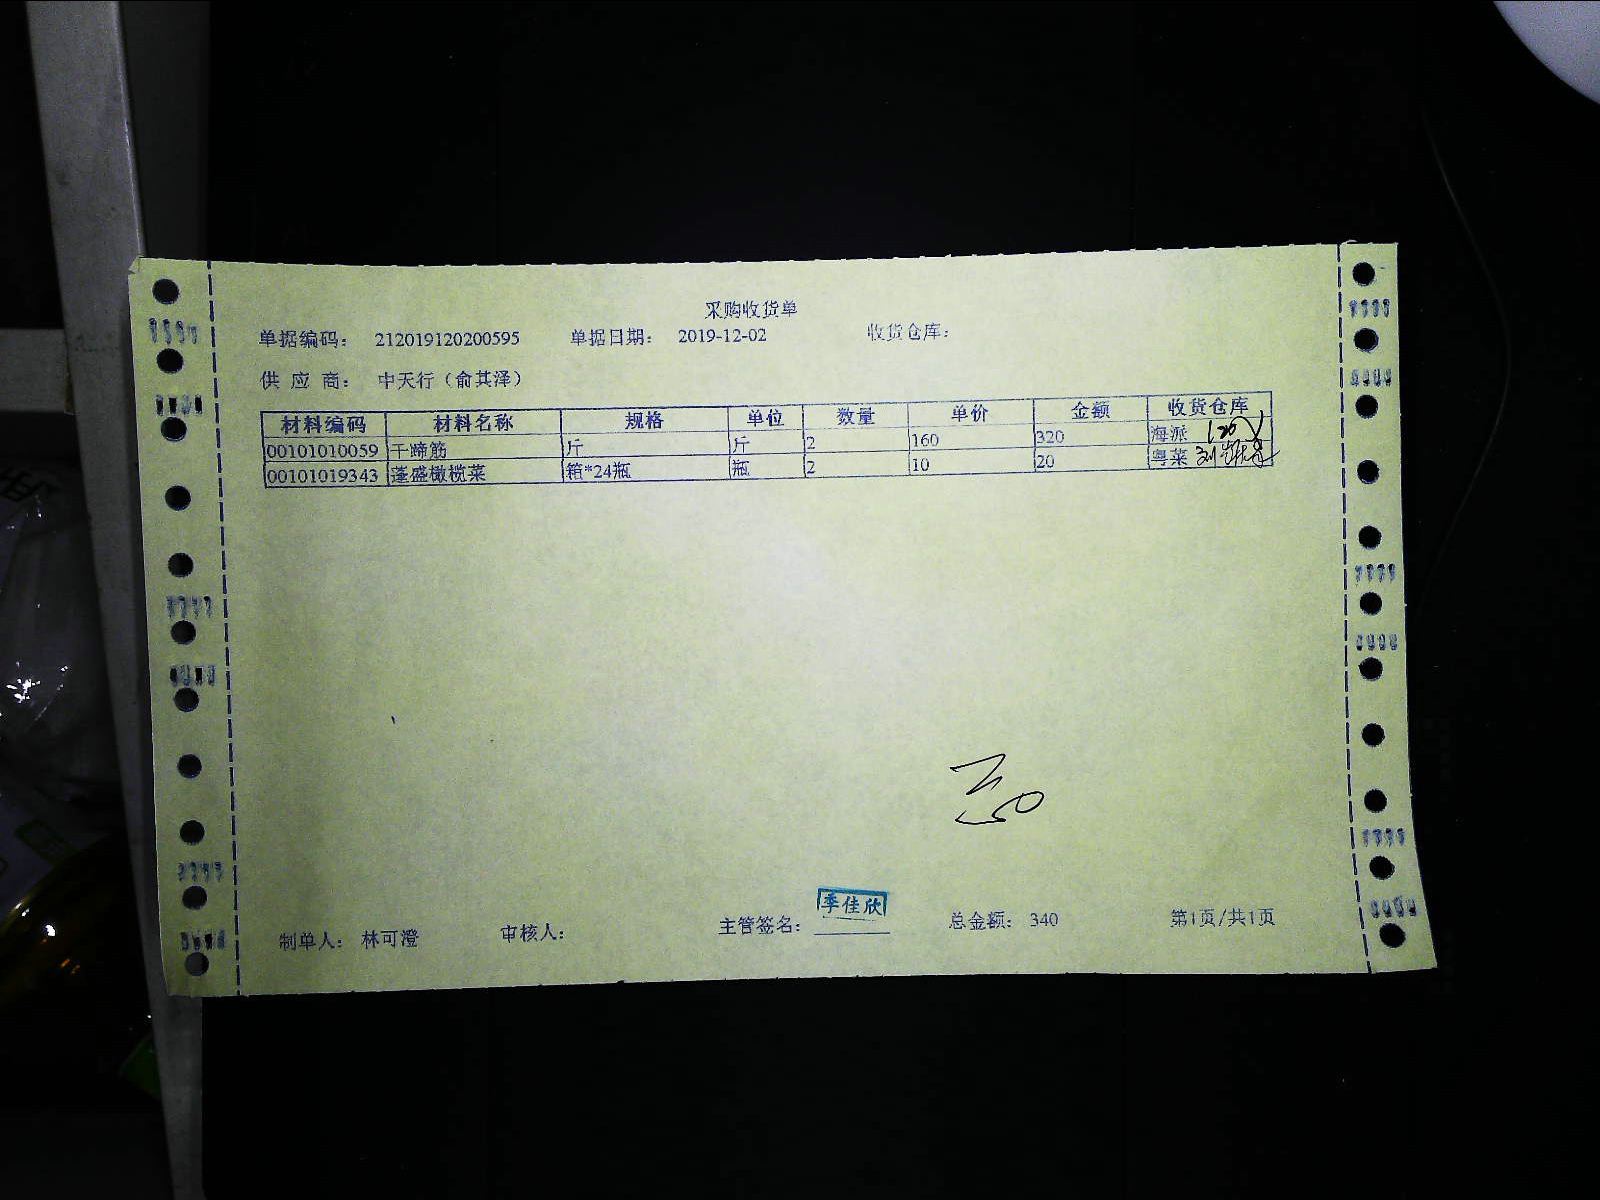 采购收货单
单据编码： 212019120200595 单据日期： 2019-12-02 收货仓库：
供 应 商： 中天行（俞其泽）
材料编码 材料名称 规格 单位 数量 单价 金额 收货仓库
00101010059 干蹄筋 斤 斤 2 160 320 海派
00101019343 蓬盛橄榄菜 箱*24瓶 瓶 2 10 20 粤菜
制单人： 林可澄 审核人： 主管签名： 季佳欣 总金额： 340 第1页/共1页